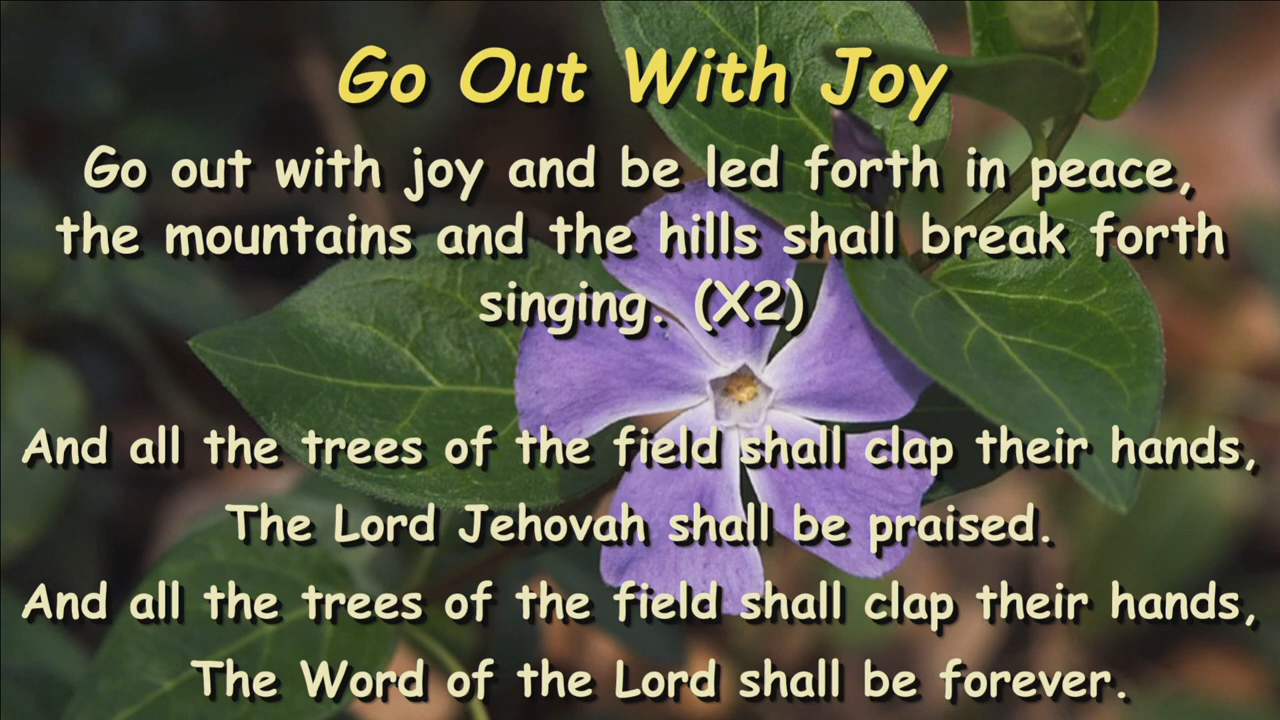 Go Out With Joy
Go out with joy and be led forth in peace,
the mountains and the hills shall break forth
singing. (X2)
And all the trees of the field shall clap their hands,
The Lord Jehovah shall be praised.
And all the trees of the field shall clap their hands,
The Word of the Lord shall be forever.